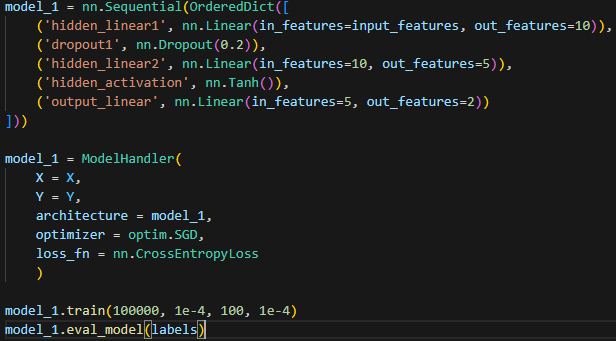 model_1 = nn.Sequential(OrderedDict([
    ('hidden_linear1', nn.Linear(in_features=input_features, out_features=10)),
    ('dropout1', nn.Dropout(0.2)),
    ('hidden_linear2', nn.Linear(in_features=10, out_features=5)),
    ('hidden_activation', nn.Tanh()),
    ('output_linear', nn.Linear(in_features=5, out_features=2))
]))

model_1 = ModelHandler(
    X = X,
    Y = Y,
    architecture = model_1,
    optimizer = optim.SGD,
    loss_fn = nn.CrossEntropyLoss
    )

model_1.train(100000, 1e-4, 100, 1e-4)
model_1.eval_model(labels)